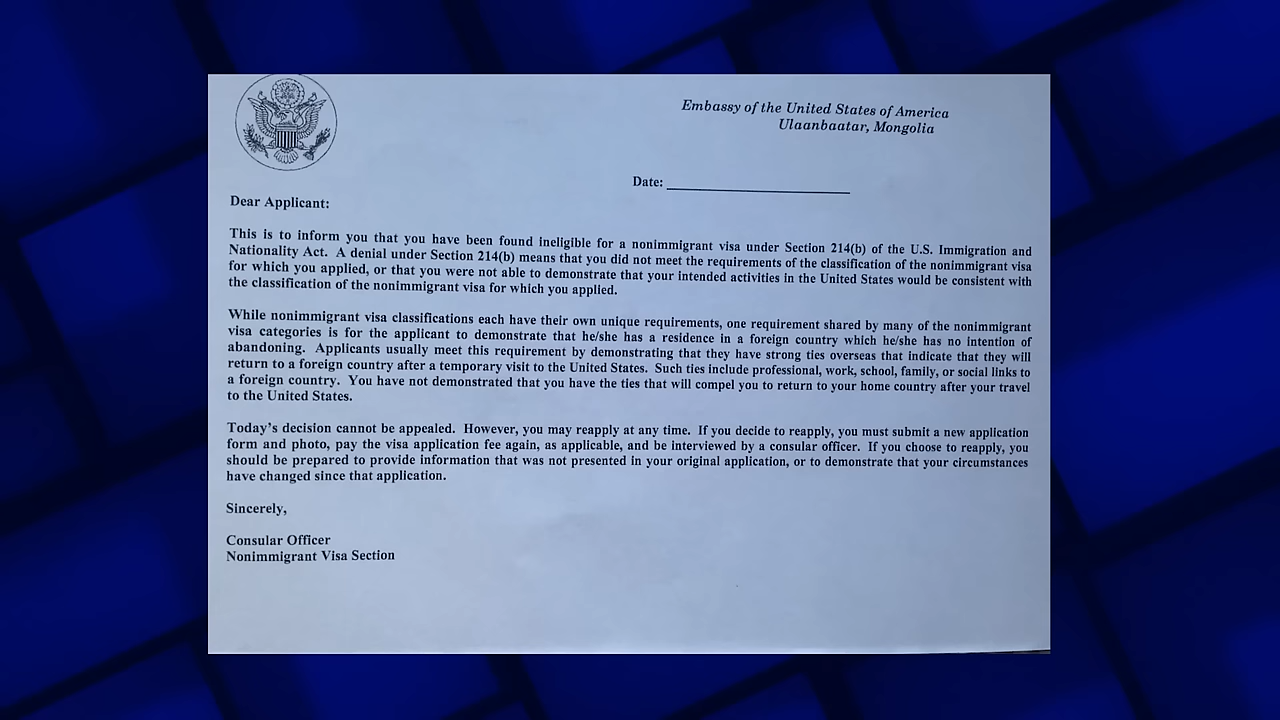 Embassy of the United States of America
Ulaanbaatar, Mongolia
Date:
Dear Applicant:
This is to inform you that you have been found ineligible for a nonimmigrant visa under Section 214(b) of the U.S. Immigration and
Nationality Act. A denial under Section 214(b) means that you did not meet the requirements of the classification of the nonimmigrant visa
for which you applied, or that you were not able to demonstrate that your intended activities in the United States would be consistent with
the classification of the nonimmigrant visa for which you applied.
While nonimmigrant visa classifications each have their own unique requirements, one requirement shared by many of the nonimmigrant
visa categories is for the applicant to demonstrate that he/she has a residence in a foreign country which he/she has no intention of
abandoning. Applicants usually meet this requirement by demonstrating that they have strong ties overseas that indicate that they will
return to a foreign country after a temporary visit to the United States. Such ties include professional, work, school, family, or social links to
a foreign country. You have not demonstrated that you have the ties that will compel you to return to your home country after your travel
to the United States.
Today's decision cannot be appealed. However, you may reapply at any time. If you decide to reapply, you must submit a new application
form and photo, pay the visa application fee again, as applicable, and be interviewed by a consular officer. If you choose to reapply, you
should be prepared to provide information that was not presented in your original application, or to demonstrate that your circumstances
have changed since that application.
Sincerely,
Consular Officer
Nonimmigrant Visa Section